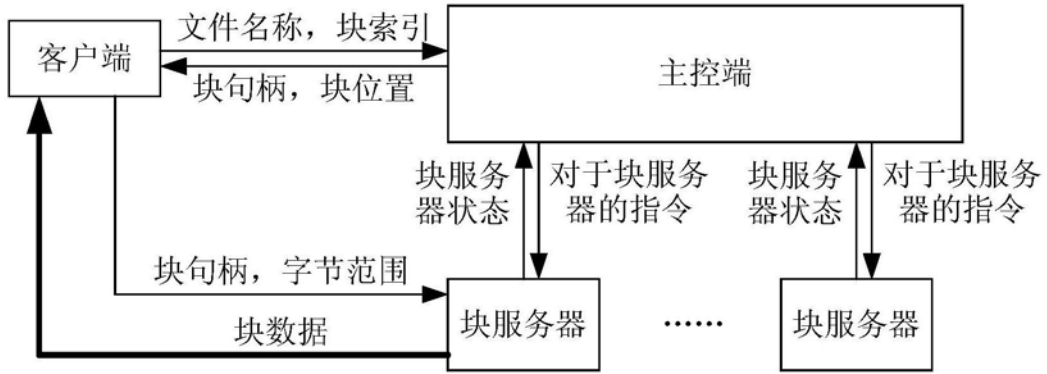 文件名称，块索引
客户端
主控端
块句柄，块位置
块服务
器状态
对于块服务
器的指令
块服务
器状态
对于块服务
器的指令
块句柄，字节范围
块服务器
……
块服务器
块数据